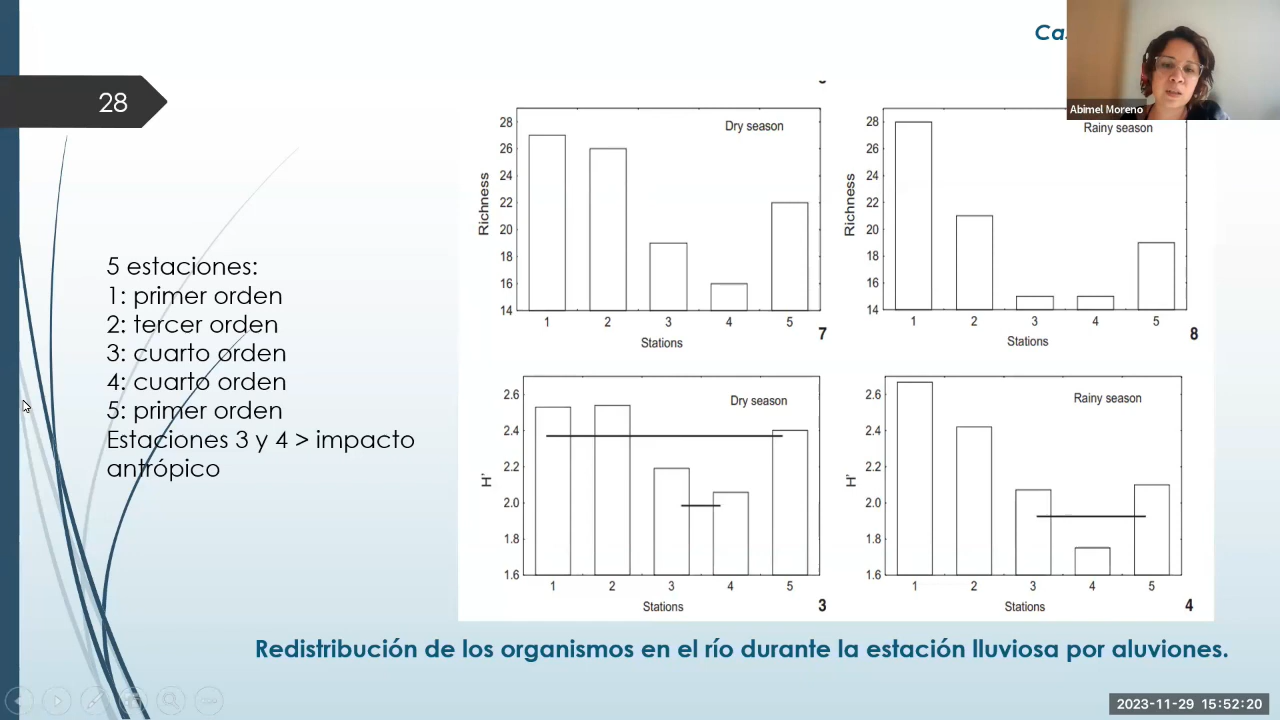 Ca
28
Abimel Moreno
5 estaciones:
1: primer orden
2: tercer orden
3: cuarto orden
4: cuarto orden
5: primer orden
Estaciones 3 y 4 > impacto
antrópico
Dry season
Richness
28
26
24
22
20
18
16
14
1 2 3 4 5
Stations
7
Rainy season
Richness
28
26
24
22
20
18
16
14
1 2 3 4 5
Stations
8
Dry season
H'
2.6
2.4
2.2
2.0
1.8
1.6
1 2 3 4 5
Stations
3
Rainy season
H'
2.6
2.4
2.2
2.0
1.8
1.6
1 2 3 4 5
Stations
4
Redistribución de los organismos en el río durante la estación lluviosa por aluviones.
2023-11-29 15:52:20